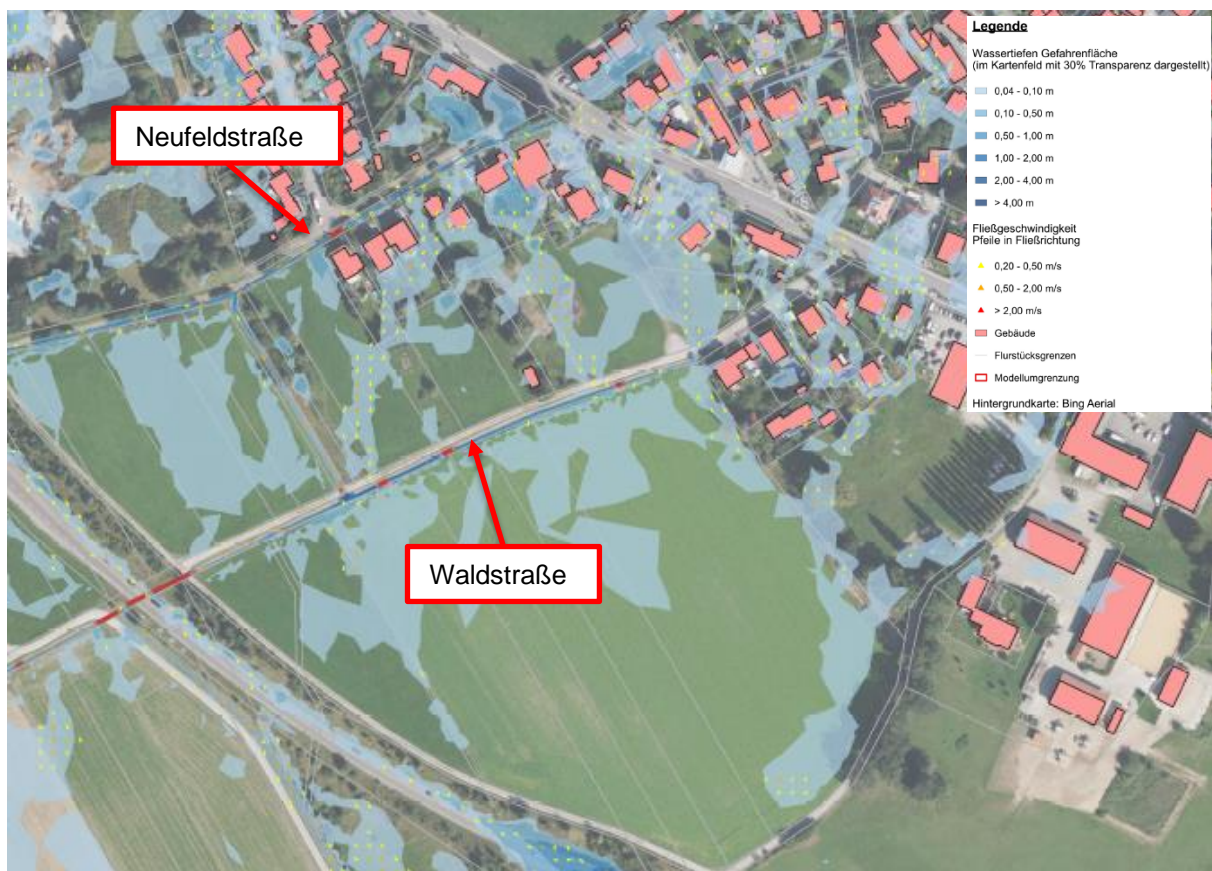 Neufeldstraße
Waldstraße
Legende
Wassertiefen Gefahrenfläche
(im Kartenfeld mit 30% Transparenz dargestellt)
0,04 - 0,10 m
0,10 - 0,50 m
0,50 - 1,00 m
1,00 - 2,00 m
2,00 - 4,00 m
> 4,00 m
Fließgeschwindigkeit
Pfeile in Fließrichtung
0,20 - 0,50 m/s
0,50 - 2,00 m/s
> 2,00 m/s
Gebäude
Flurstücksgrenzen
Modellumgrenzung
Hintergrundkarte: Bing Aerial